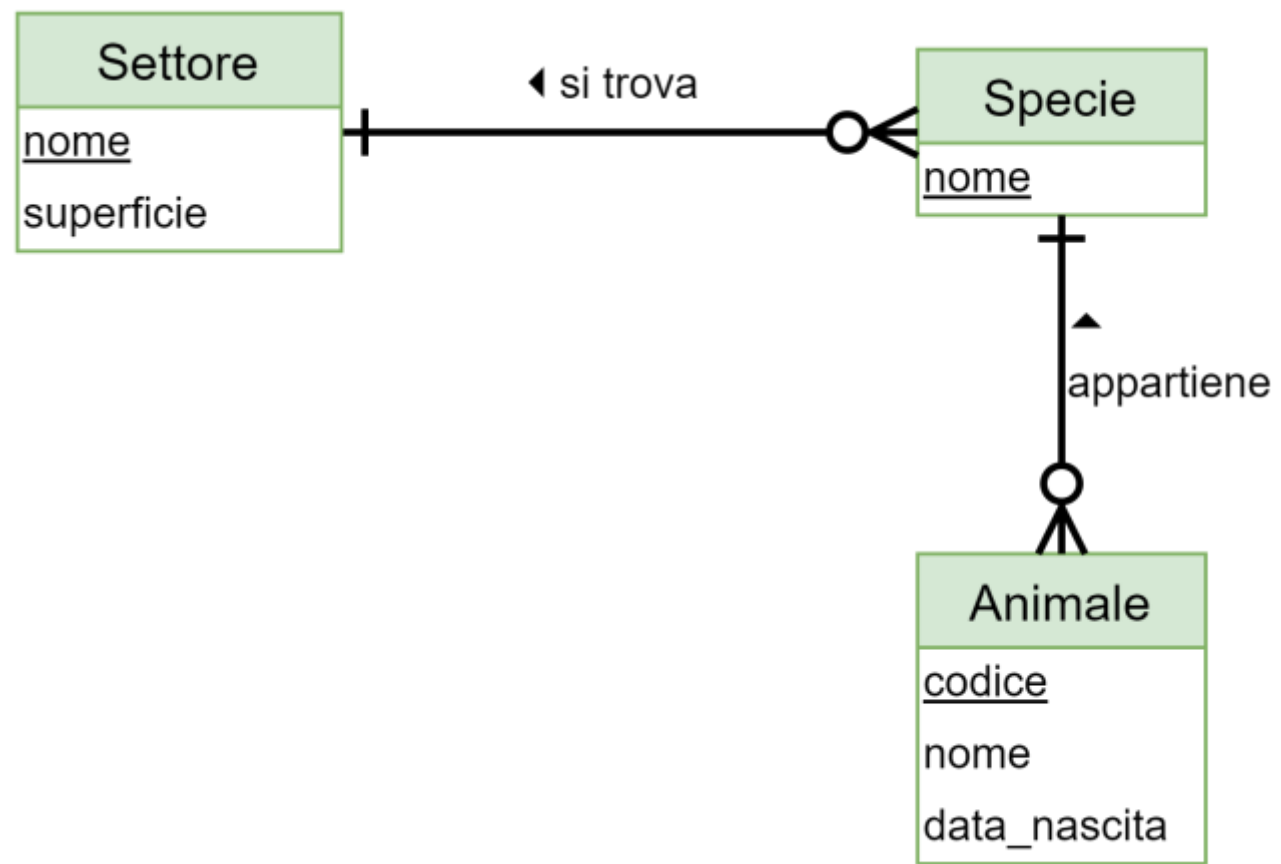 Settore
nome
superficie
si trova
Specie
nome
appartiene
Animale
codice
nome
data_nascita